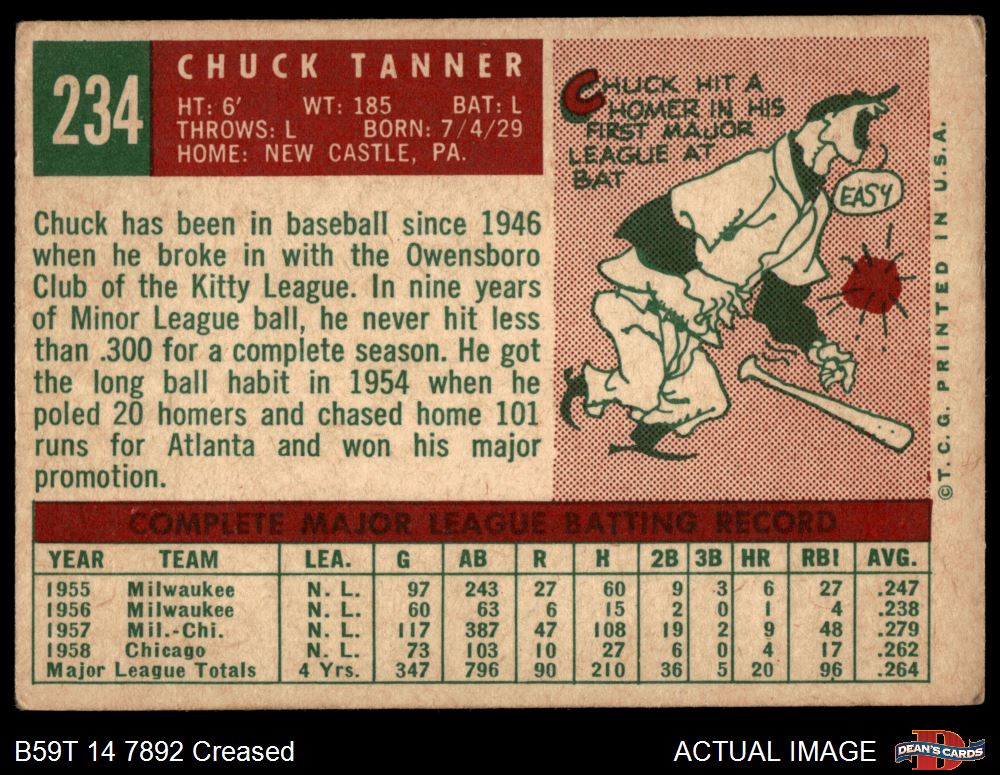 234
CHUCK TANNER
HT: 6' WT: 185 BAT: L
THROWS: L BORN: 7/4/29
HOME: NEW CASTLE, PA.
CHUCK HIT A
HOMER IN HIS
FIRST MAJOR
LEAGUE AT
BAT
EASY
©T. C. G. PRINTED IN U.S.A.
Chuck has been in baseball since 1946
when he broke in with the Owensboro
Club of the Kitty League. In nine years
of Minor League ball, he never hit less
than .300 for a complete season. He got
the long ball habit in 1954 when he
poled 20 homers and chased home 101
runs for Atlanta and won his major
promotion.
COMPLETE MAJOR LEAGUE BATTING RECORD
YEAR TEAM LEA. G AB R H 2B 3B HR RBI AVG.
1955 Milwaukee N. L. 97 243 27 60 9 3 6 27 .247
1956 Milwaukee N. L. 60 63 6 15 2 0 1 4 .238
1957 Mil.-Chi. N. L. 117 387 47 108 19 2 9 48 .279
1958 Chicago N. L. 73 103 10 27 6 0 4 17 .262
Major League Totals 4 Yrs. 347 796 90 210 36 5 20 96 .264
B59T 14 7892 Creased
ACTUAL IMAGE
D
DEAN'S CARDS